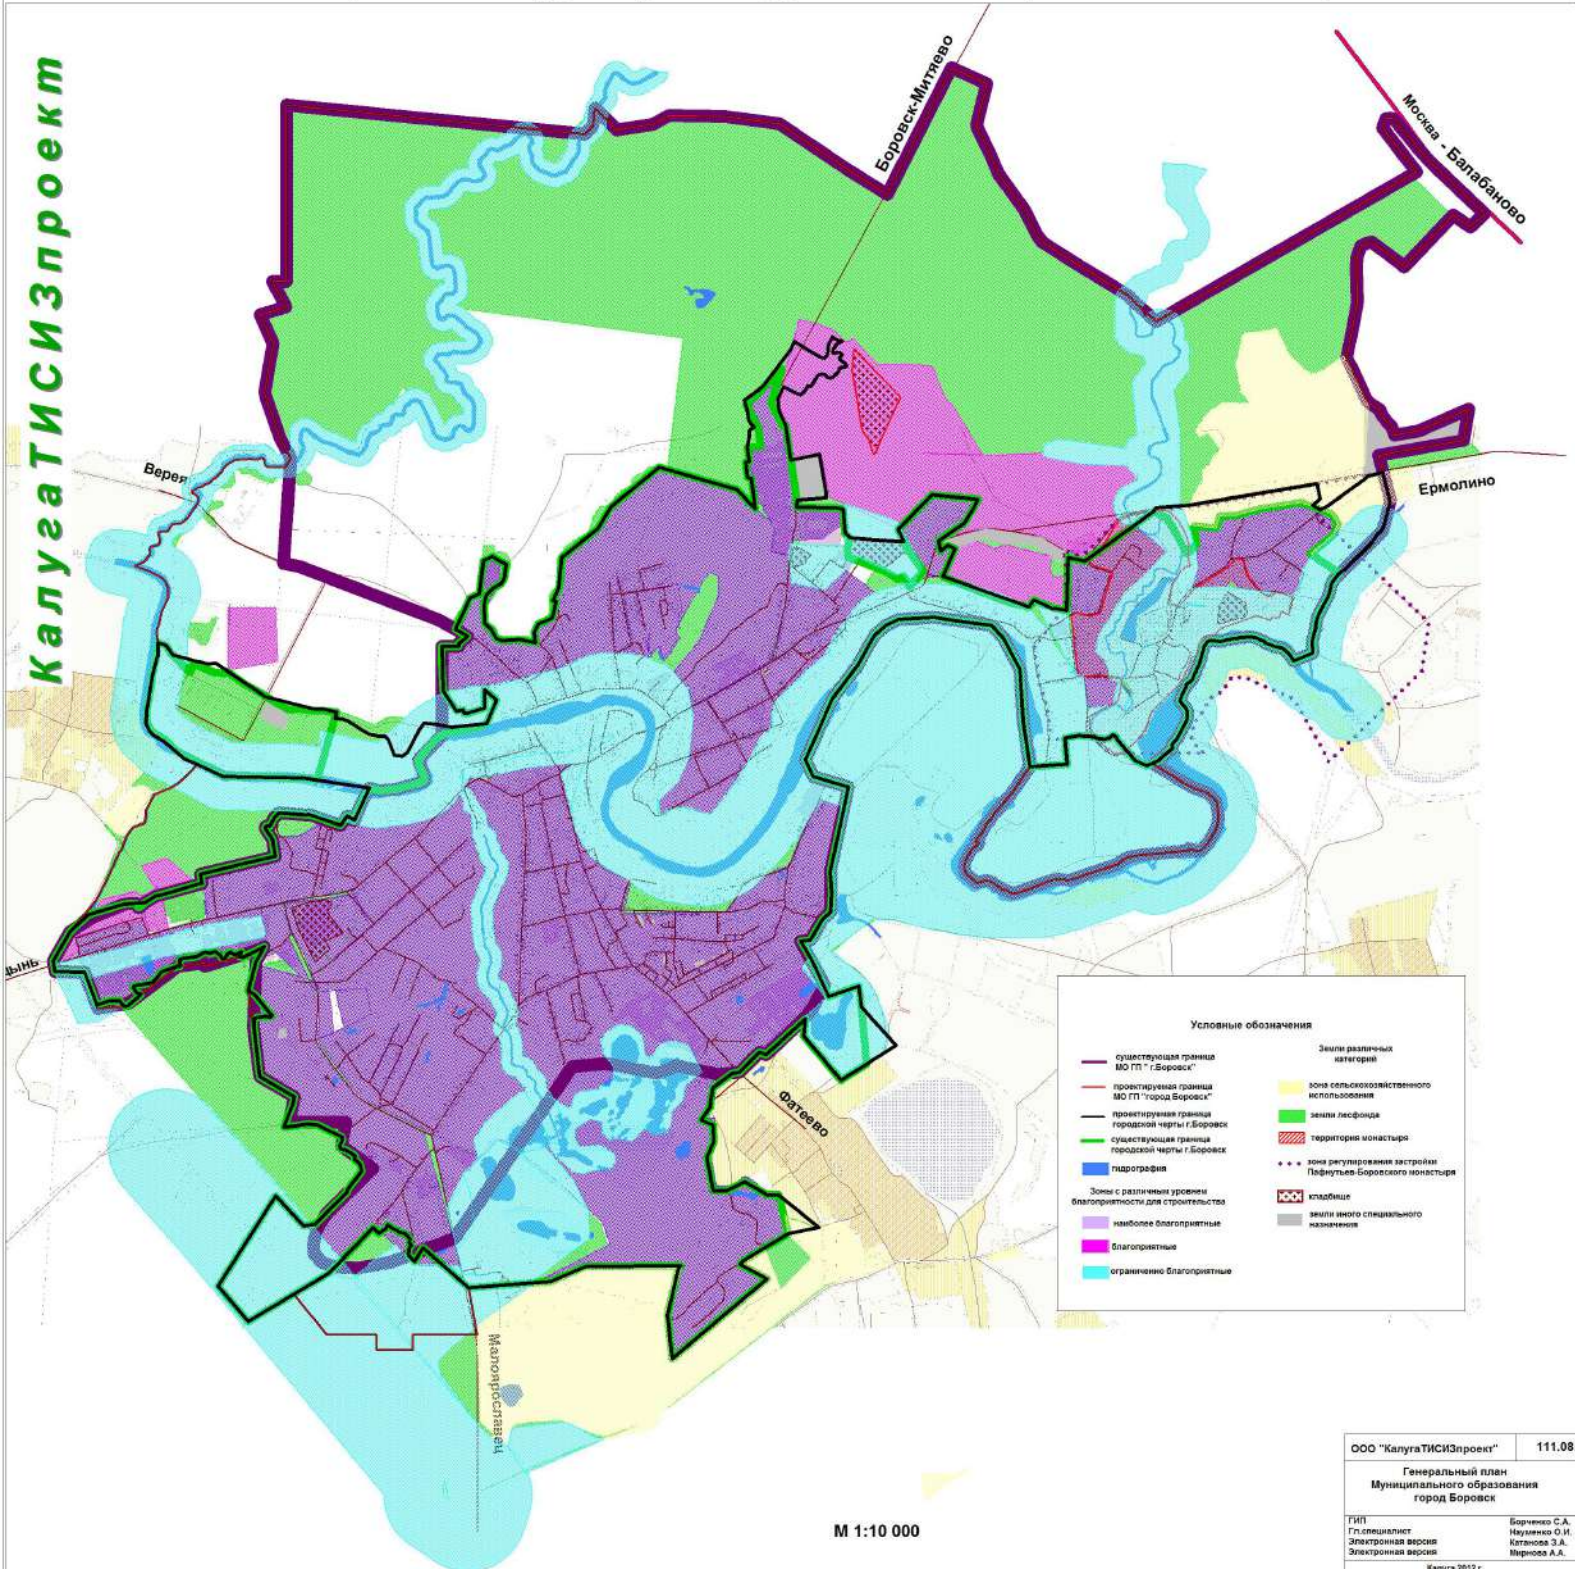 КалугаТИСИЗпроект
Боровск-Митяево
Москва - Балабаново
Верея
Ермолино
Фатеево
Малоярославец
Условные обозначения
существующая граница
МО ГП " г.Боровск"
проектируемая граница
МО ГП "город Боровск"
проектируемая граница
городской черты г.Боровск
существующая граница
городской черты г.Боровск
гидрография
Зоны с различным уровнем
благоприятности для строительства
наиболее благоприятные
благоприятные
ограниченно благоприятные
Земли различных
категорий
зона сельскохозяйственного
использования
земли лесфонда
территория монастыря
зона регулирования застройки
Пафнутьев-Боровского монастыря
кладбище
земли иного специального
назначения
М 1:10 000
ООО "КалугаТИСИЗпроект" 111.08
Генеральный план
Муниципального образования
город Боровск
ГИП Борченко С.А.
Гл.специалист Науменко О.И.
Электронная версия Катанова З.А.
Электронная версия Мирнова А.А.
Калуга 2012 г.